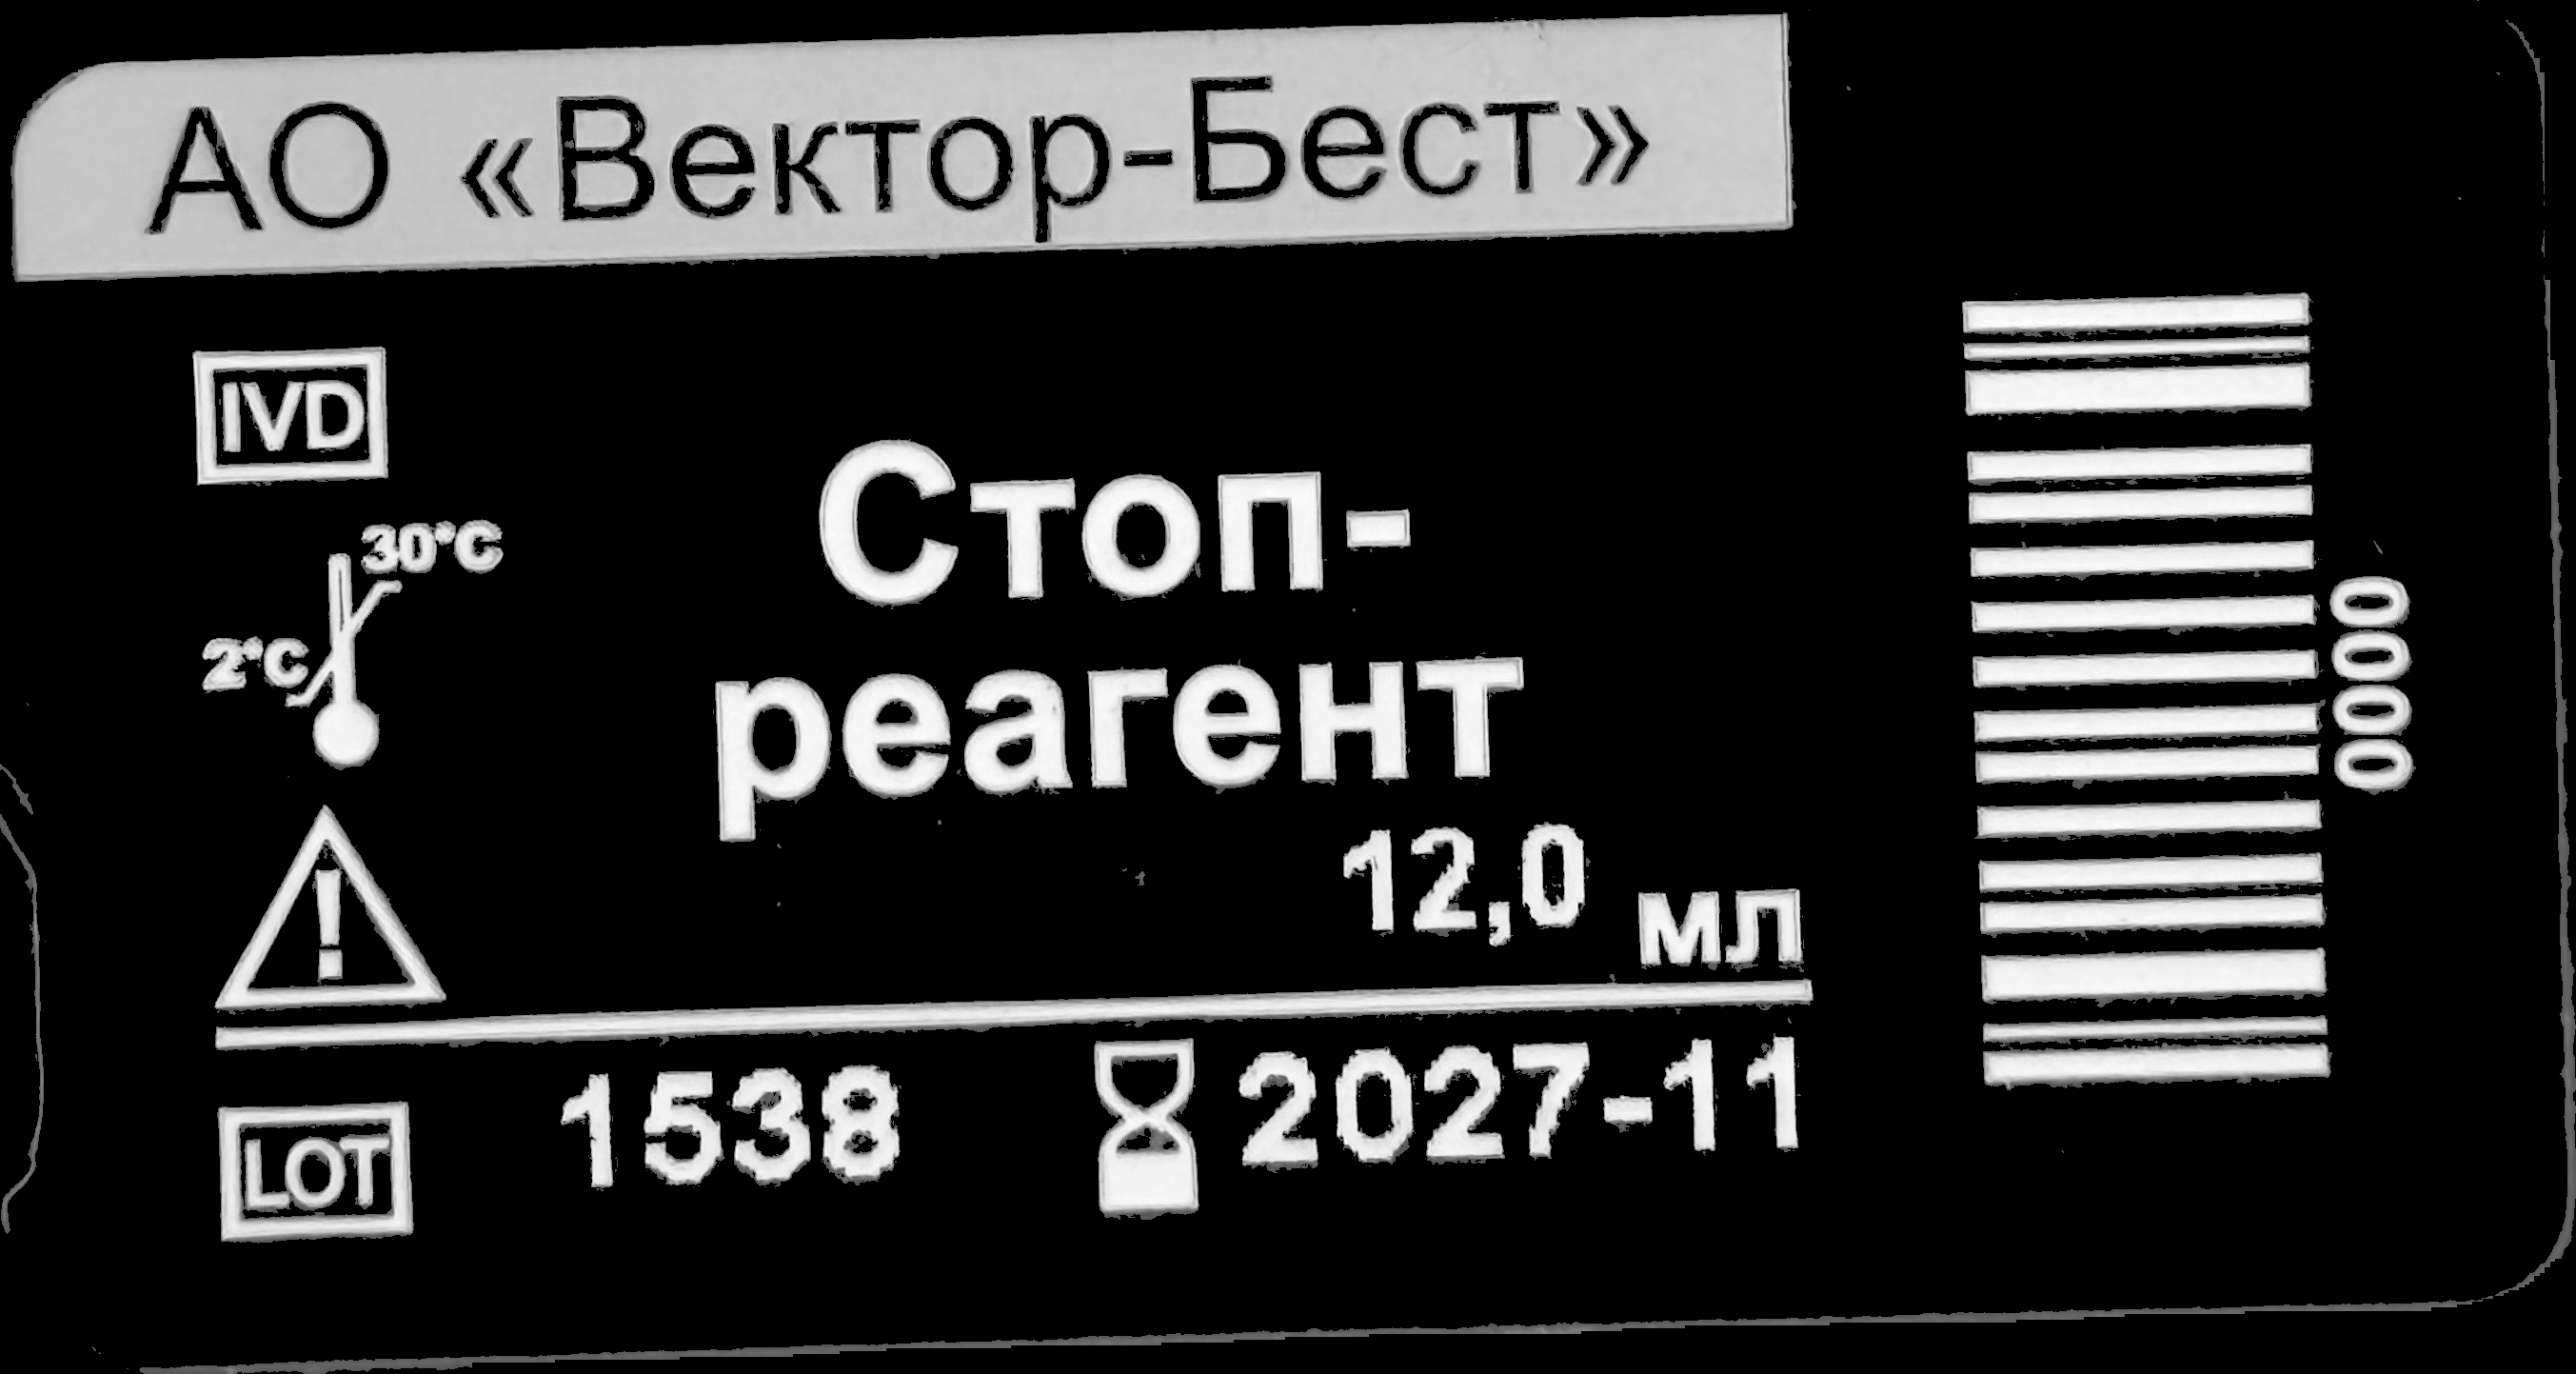 АО «Вектор-Бест»
IVD
30°C
2°C
Стоп-
реагент
12,0 мл
LOT 1538 2027-11
0000